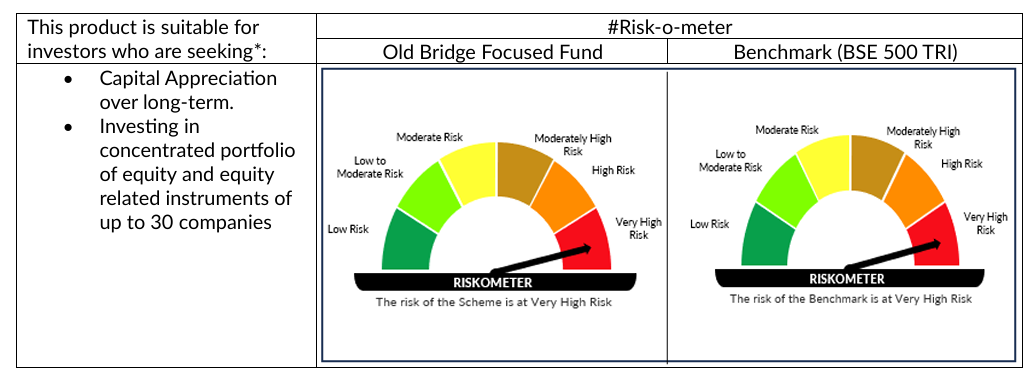 This product is suitable for
investors who are seeking*:
#Risk-o-meter
Old Bridge Focused Fund
Benchmark (BSE 500 TRI)
• Capital Appreciation
over long-term.
• Investing in
concentrated portfolio
of equity and equity
related instruments of
up to 30 companies
Moderate Risk
Moderately High
Risk
Low to
Moderate Risk
High Risk
Low Risk
Very High
Risk
RISKOMETER
The risk of the Scheme is at Very High Risk
Moderate Risk
Moderately High
Risk
Low to
Moderate Risk
High Risk
Low Risk
Very High
Risk
RISKOMETER
The risk of the Benchmark is at Very High Risk